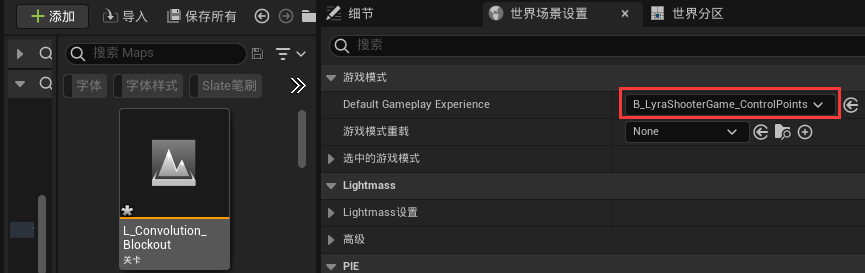 添加
导入
保存所有
搜索 Maps
字体
字体样式
Slate笔刷
L_Convolution_
Blockout
关卡
细节
世界场景设置
世界分区
搜索
游戏模式
Default Gameplay Experience
B_LyraShooterGame_ControlPoints
游戏模式重载
None
选中的游戏模式
Lightmass
Lightmass设置
高级
PIE